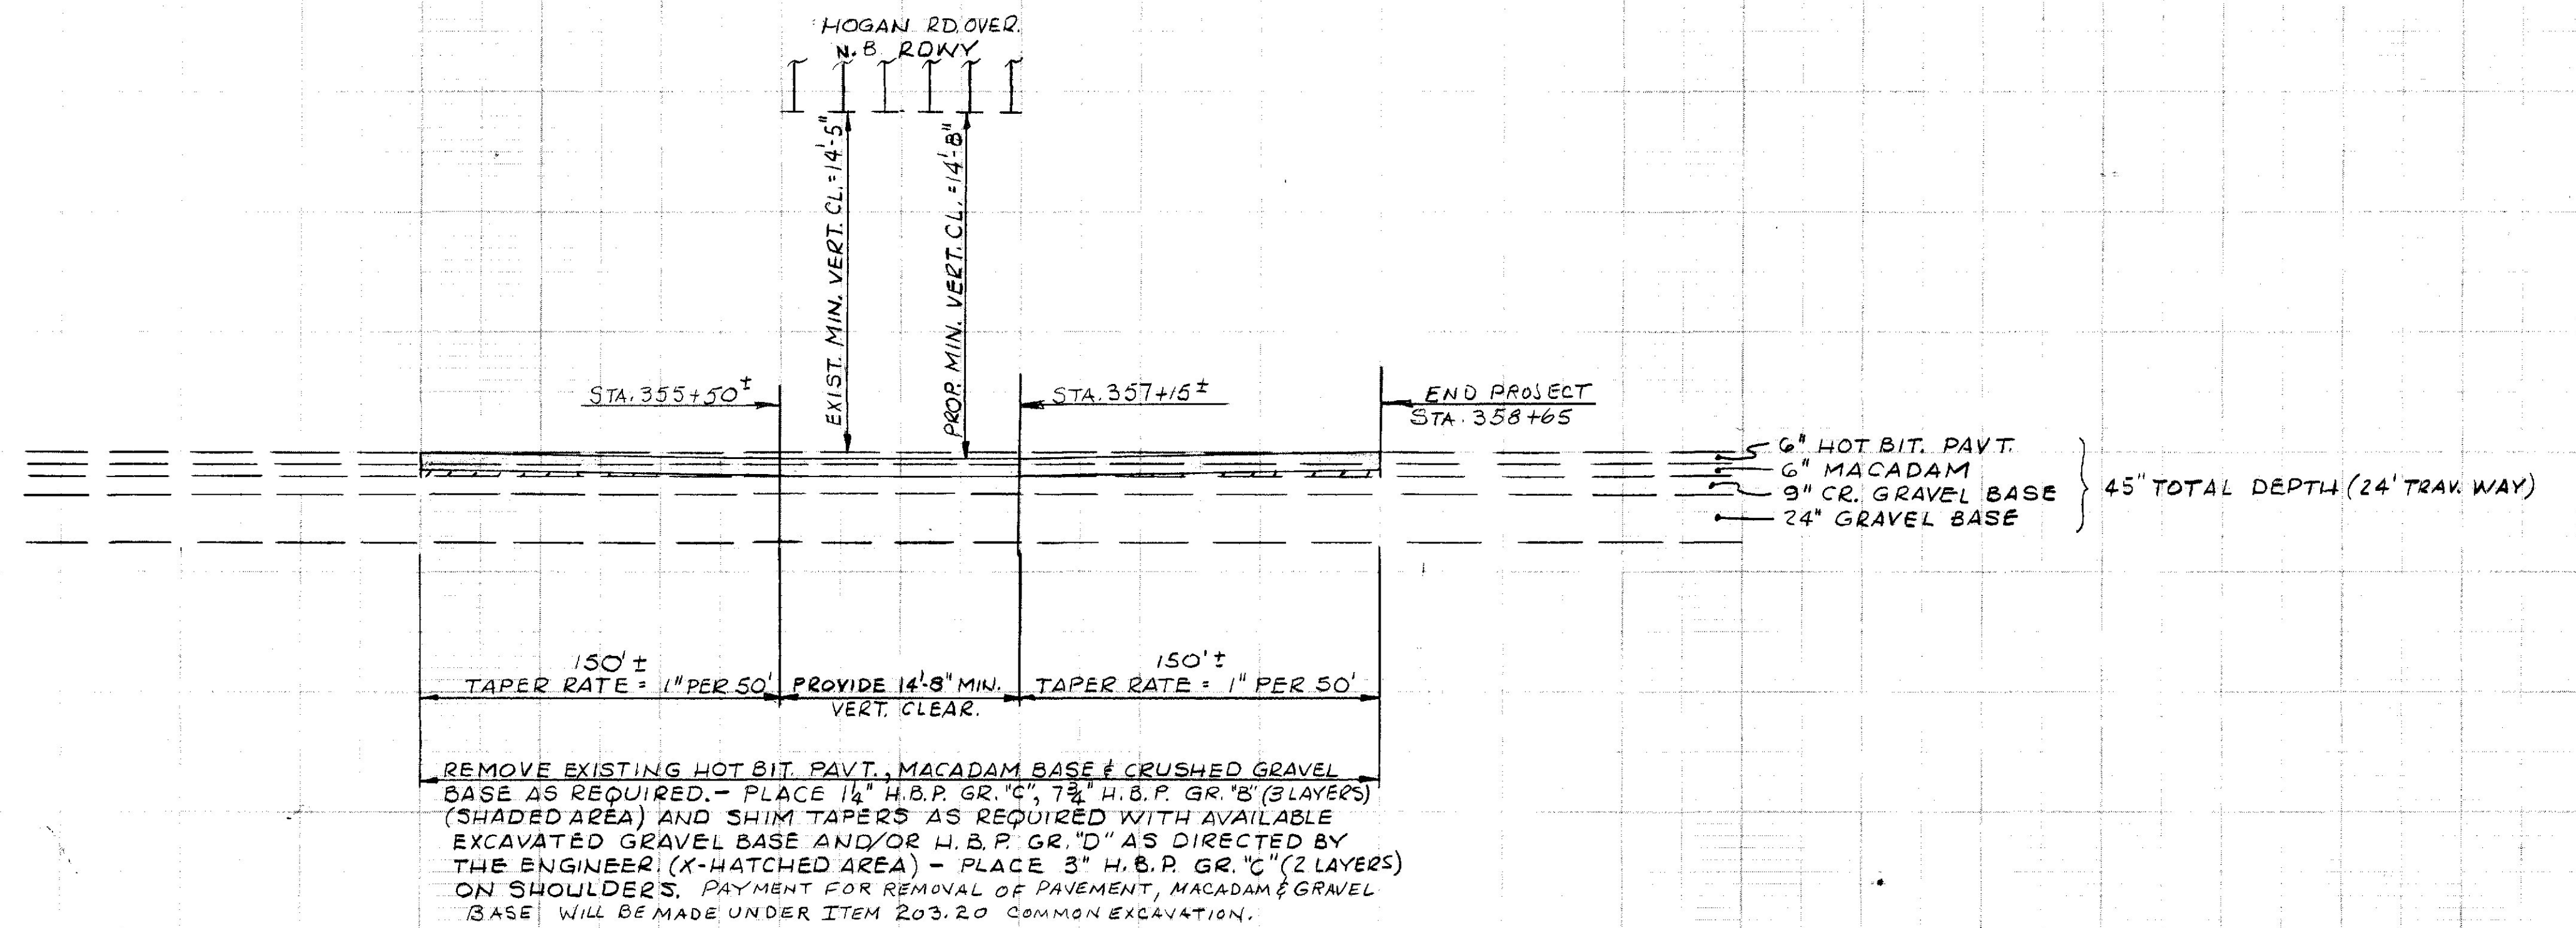 HOGAN RD. OVER.
N.B. RDWY
EXIST. MIN. VERT. CL. = 14'-5"
PROP. MIN. VERT. CL. = 14'-8"
STA. 355+50±
STA. 357+15±
END PROJECT
STA. 358+65
6" HOT BIT. PAVT.
6" MACADAM
9" CR. GRAVEL BASE
24" GRAVEL BASE
45" TOTAL DEPTH (24' TRAV. WAY)
150'±
TAPER RATE = 1" PER 50'
PROVIDE 14'-8" MIN.
VERT. CLEAR.
150'±
TAPER RATE = 1" PER 50'
REMOVE EXISTING HOT BIT. PAVT., MACADAM BASE & CRUSHED GRAVEL
BASE AS REQUIRED. - PLACE 1¼" H.B.P. GR. "C", 7¾" H.B.P. GR. "B" (3 LAYERS)
(SHADED AREA) AND SHIM TAPERS AS REQUIRED WITH AVAILABLE
EXCAVATED GRAVEL BASE AND/OR H.B.P. GR. "D" AS DIRECTED BY
THE ENGINEER. (X-HATCHED AREA) - PLACE 3" H.B.P. GR. "C" (2 LAYERS)
ON SHOULDERS. PAYMENT FOR REMOVAL OF PAVEMENT, MACADAM & GRAVEL
BASE WILL BE MADE UNDER ITEM 203.20 COMMON EXCAVATION.